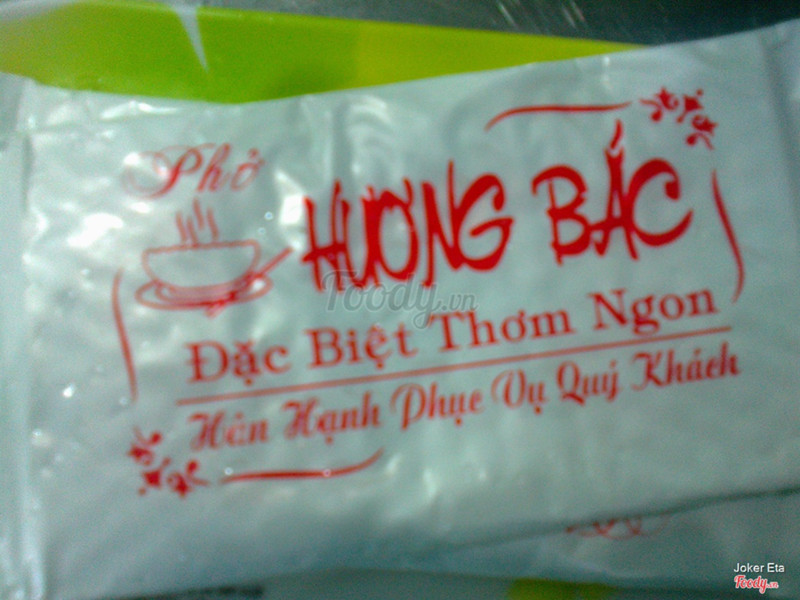 Phở
HƯƠNG BẮC
Foody.vn
Đặc Biệt Thơm Ngon
Hân Hạnh Phục Vụ Quý Khách
Joker Eta
Foody.vn